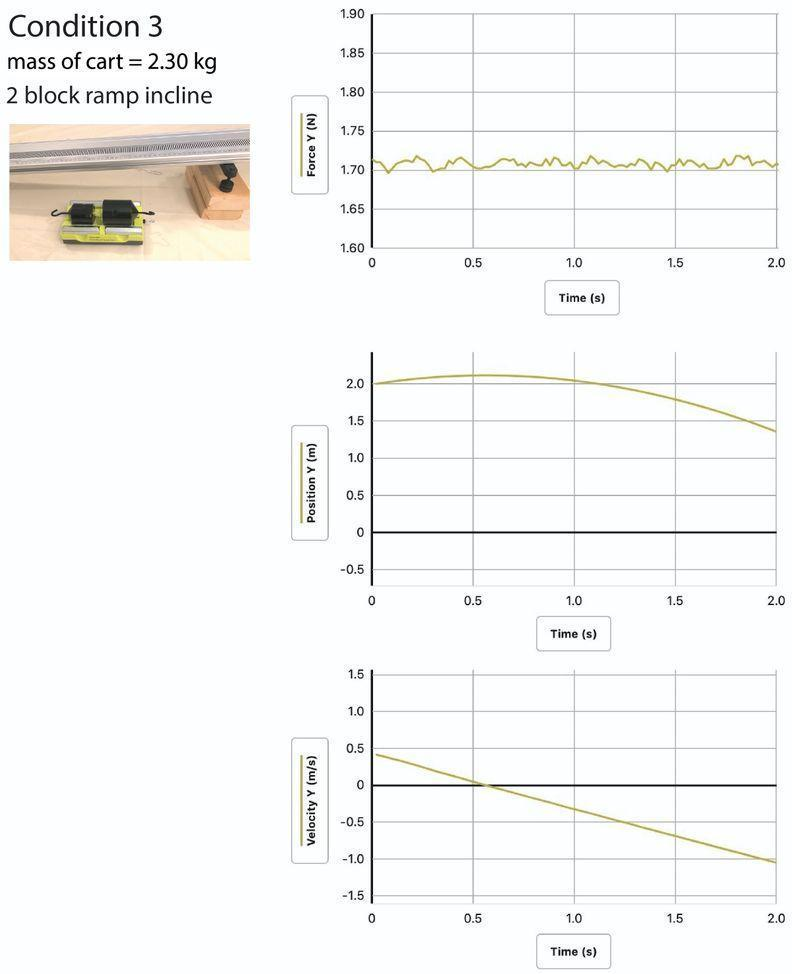 Condition 3
mass of cart = 2.30 kg
2 block ramp incline
Force Y (N)
1.90
1.85
1.80
1.75
1.70
1.65
1.60
0 0.5 1.0 1.5 2.0
Time (s)
Position Y (m)
2.0
1.5
1.0
0.5
0
-0.5
0 0.5 1.0 1.5 2.0
Time (s)
Velocity Y (m/s)
1.5
1.0
0.5
0
-0.5
-1.0
-1.5
0 0.5 1.0 1.5 2.0
Time (s)